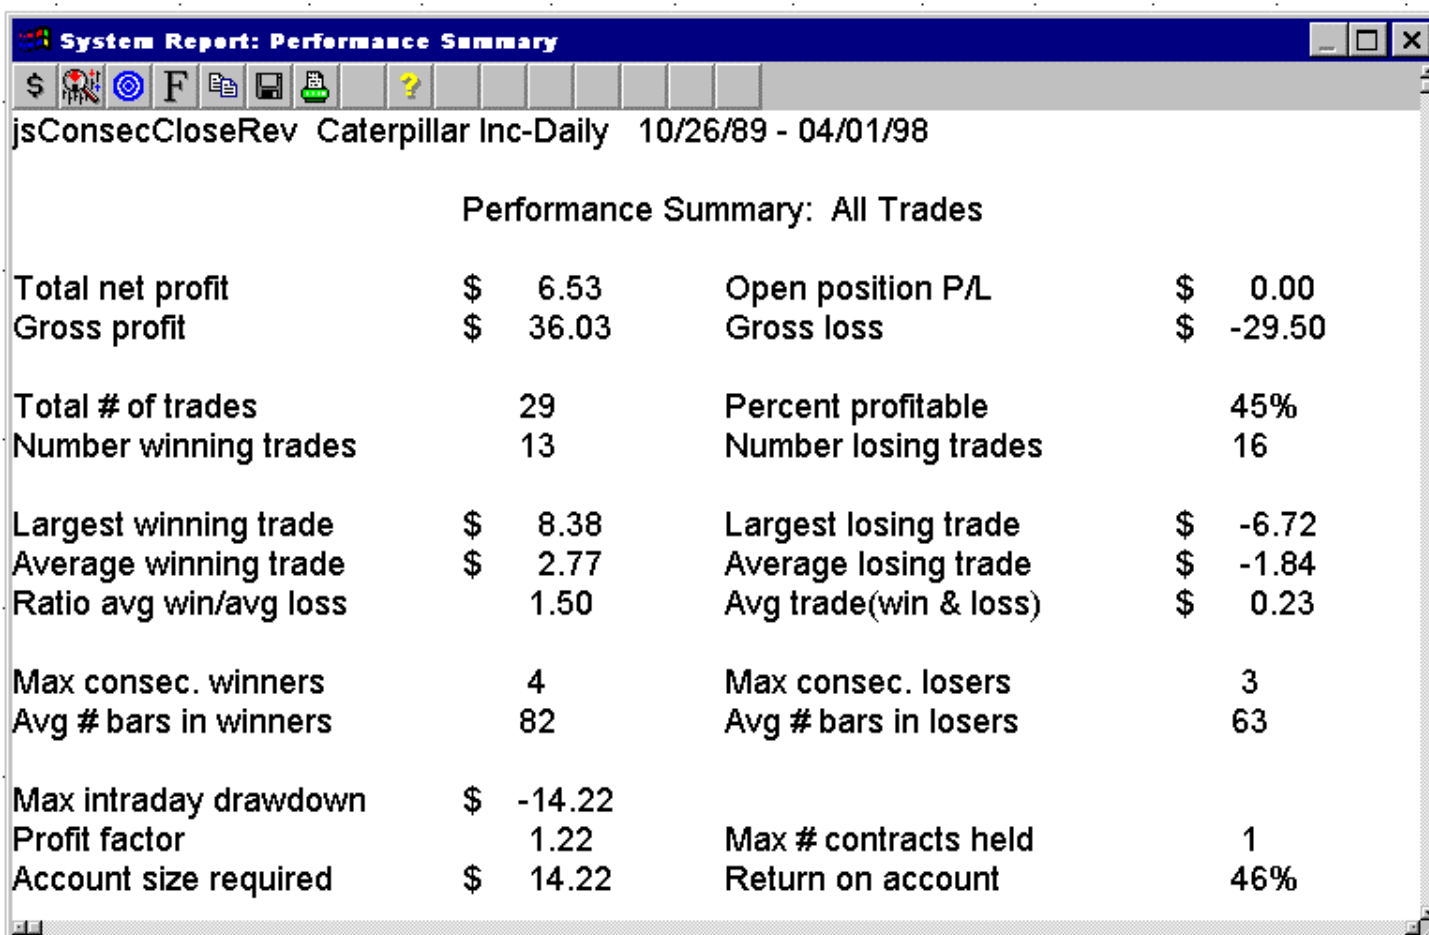 System Report: Performance Summary
$ F ?
jsConsecCloseRev Caterpillar Inc-Daily 10/26/89 - 04/01/98
Performance Summary: All Trades
Total net profit $ 6.53 Open position P/L $ 0.00
Gross profit $ 36.03 Gross loss $ -29.50
Total # of trades 29 Percent profitable 45%
Number winning trades 13 Number losing trades 16
Largest winning trade $ 8.38 Largest losing trade $ -6.72
Average winning trade $ 2.77 Average losing trade $ -1.84
Ratio avg win/avg loss 1.50 Avg trade(win & loss) $ 0.23
Max consec. winners 4 Max consec. losers 3
Avg # bars in winners 82 Avg # bars in losers 63
Max intraday drawdown $ -14.22
Profit factor 1.22 Max # contracts held 1
Account size required $ 14.22 Return on account 46%